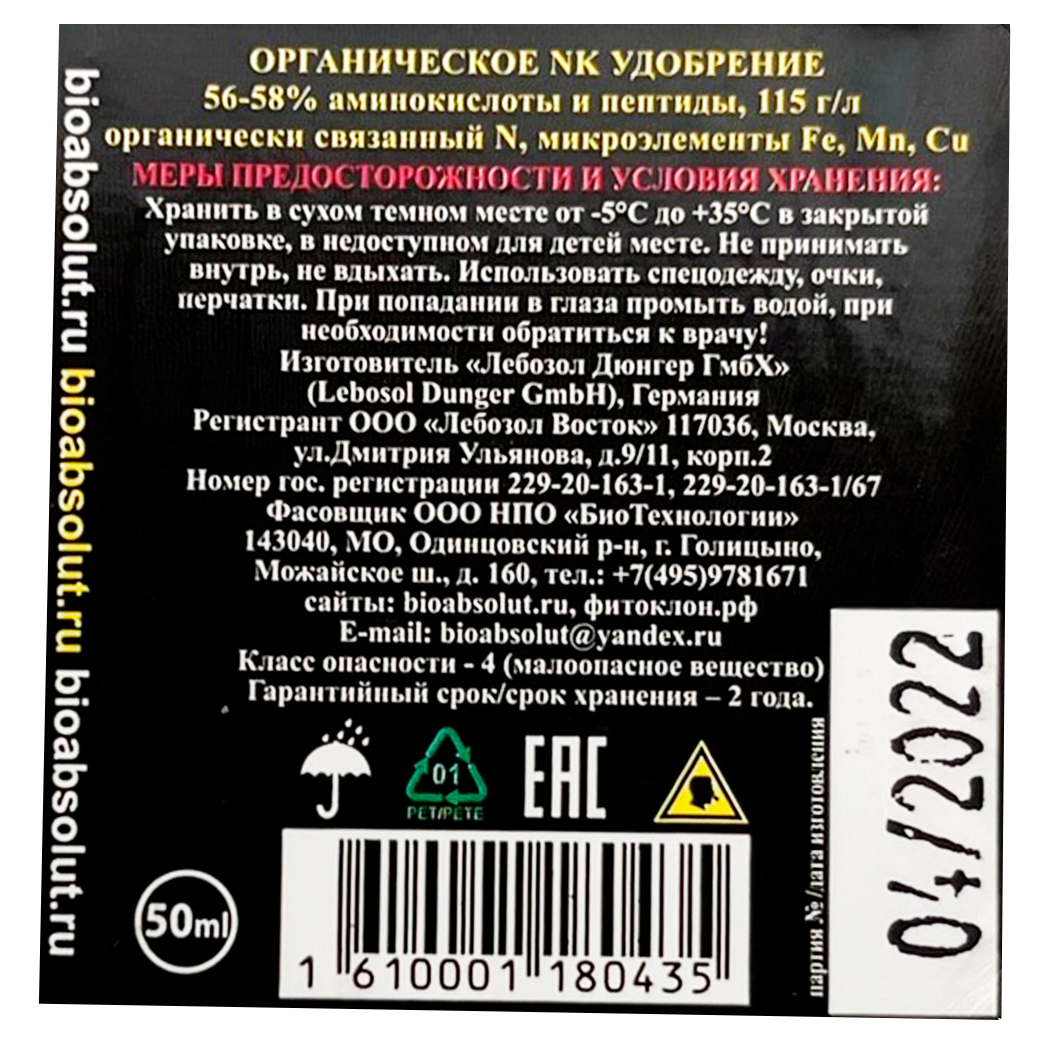 ОРГАНИЧЕСКОЕ NK УДОБРЕНИЕ
56-58% аминокислоты и пептиды, 115 г/л
органически связанный N, микроэлементы Fe, Mn, Cu
МЕРЫ ПРЕДОСТОРОЖНОСТИ И УСЛОВИЯ ХРАНЕНИЯ:
Хранить в сухом темном месте от -5°C до +35°C в закрытой
упаковке, в недоступном для детей месте. Не принимать
внутрь, не вдыхать. Использовать спецодежду, очки,
перчатки. При попадании в глаза промыть водой, при
необходимости обратиться к врачу!
Изготовитель «Лебозол Дюнгер ГмбХ»
(Lebosol Dunger GmbH), Германия
Регистрант ООО «Лебозол Восток» 117036, Москва,
ул.Дмитрия Ульянова, д.9/11, корп.2
Номер гос. регистрации 229-20-163-1, 229-20-163-1/67
Фасовщик ООО НПО «БиоТехнологии»
143040, МО, Одинцовский р-н, г. Голицыно,
Можайское ш., д. 160, тел.: +7(495)9781671
сайты: bioabsolut.ru, фитоклон.рф
E-mail: bioabsolut@yandex.ru
Класс опасности - 4 (малоопасное вещество)
Гарантийный срок/срок хранения – 2 года.
01
PET/PETE
EAC
50ml
1 610001 180435
партия №/дата изготовления
04/2022
bioabsolut.ru bioabsolut.ru bioabsolut.ru